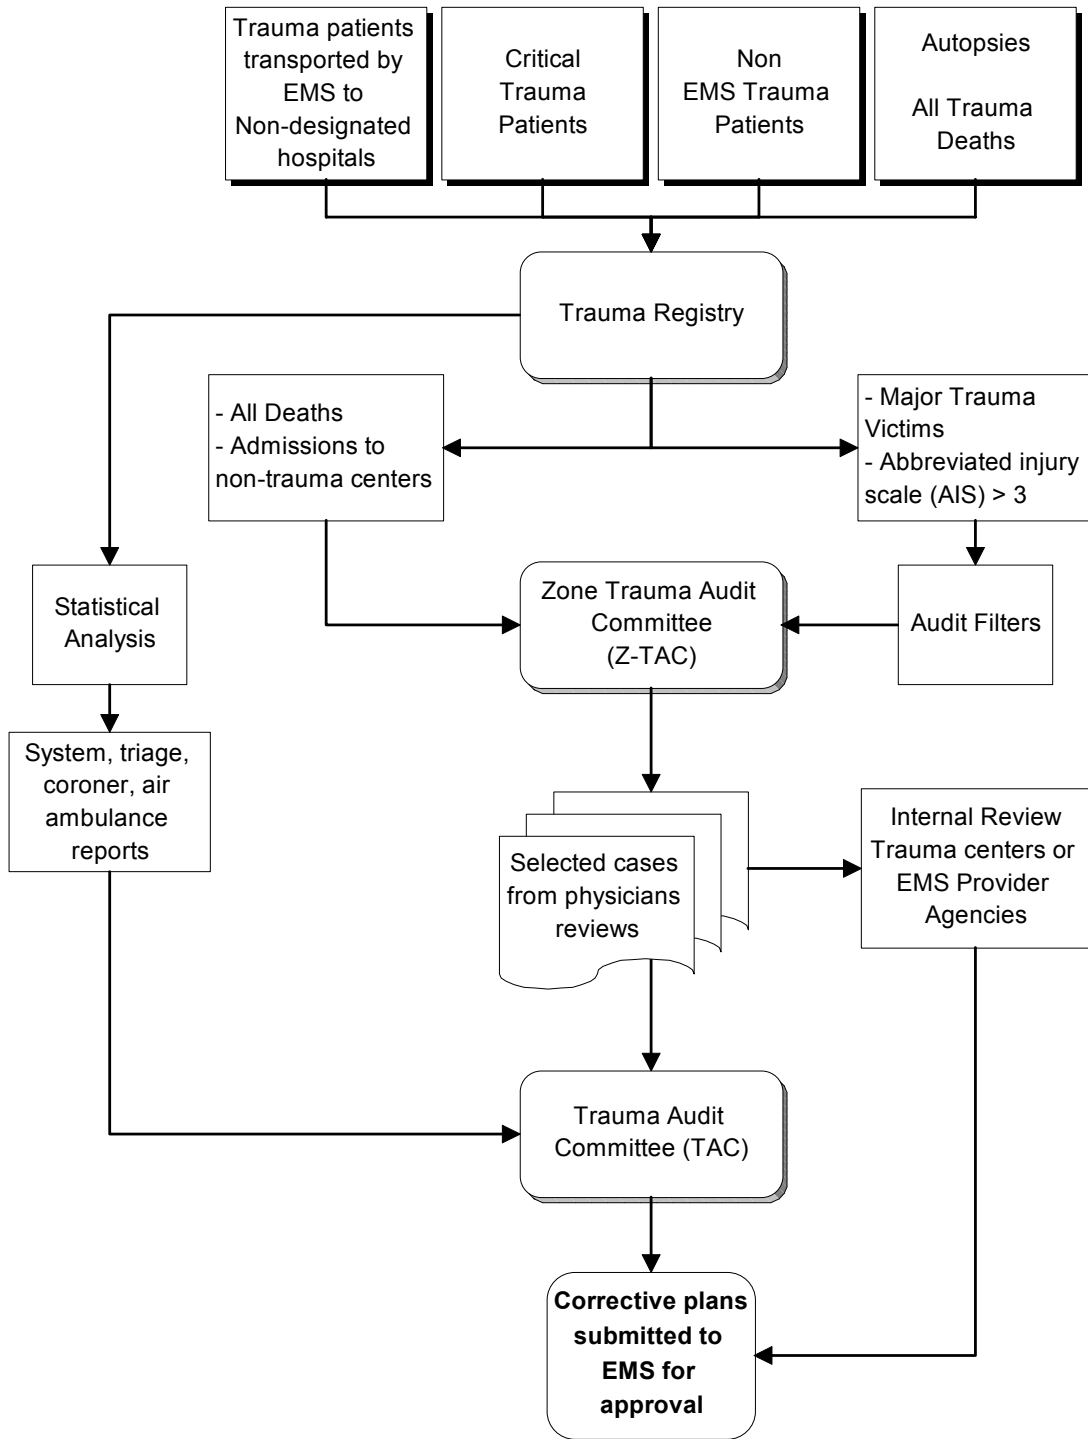 Trauma patients
transported by
EMS to
Non-designated
hospitals
Critical
Trauma
Patients
Non
EMS Trauma
Patients
Autopsies
All Trauma
Deaths
Trauma Registry
- All Deaths
- Admissions to
non-trauma centers
- Major Trauma
Victims
- Abbreviated injury
scale (AIS) > 3
Statistical
Analysis
Zone Trauma Audit
Committee
(Z-TAC)
Audit Filters
System, triage,
coroner, air
ambulance
reports
Selected cases
from physicians
reviews
Internal Review
Trauma centers or
EMS Provider
Agencies
Trauma Audit
Committee (TAC)
Corrective plans
submitted to
EMS for
approval